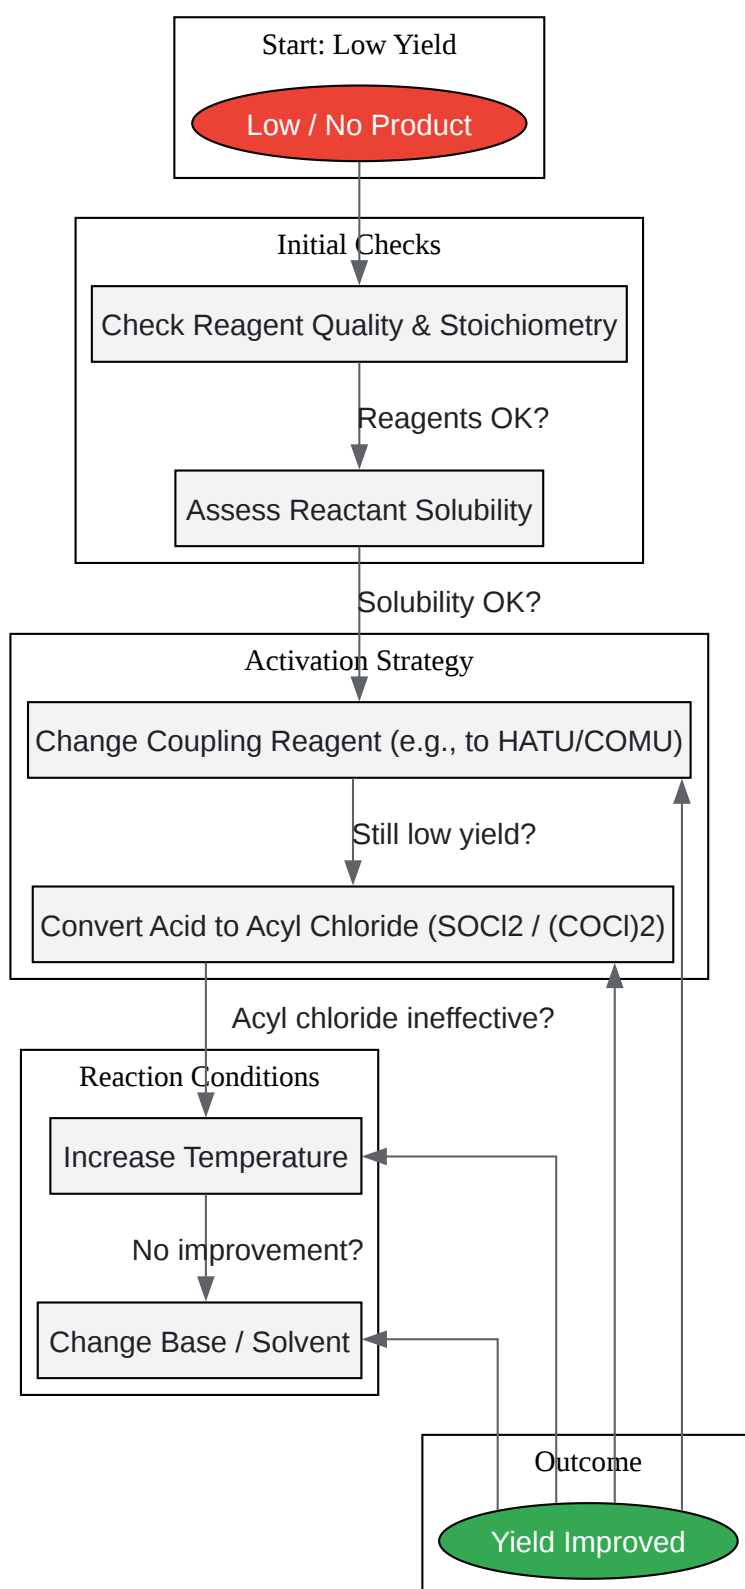 Start: Low Yield
Low / No Product
Initial Checks
Check Reagent Quality & Stoichiometry
Reagents OK?
Assess Reactant Solubility
Solubility OK?
Activation Strategy
Change Coupling Reagent (e.g., to HATU/COMU)
Still low yield?
Convert Acid to Acyl Chloride (SOCl2 / (COCl)2)
Acyl chloride ineffective?
Reaction Conditions
Increase Temperature
No improvement?
Change Base / Solvent
Outcome
Yield Improved